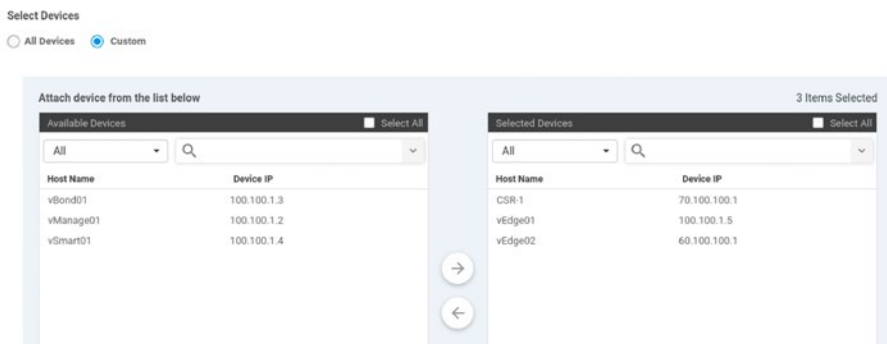 Select Devices
All Devices Custom
Attach device from the list below 3 Items Selected
Available Devices Select All Selected Devices Select All
All All
Host Name Device IP Host Name Device IP
vBond01 100.100.1.3 CSR-1 70.100.100.1
vManage01 100.100.1.2 vEdge01 100.100.1.5
vSmart01 100.100.1.4 vEdge02 60.100.100.1